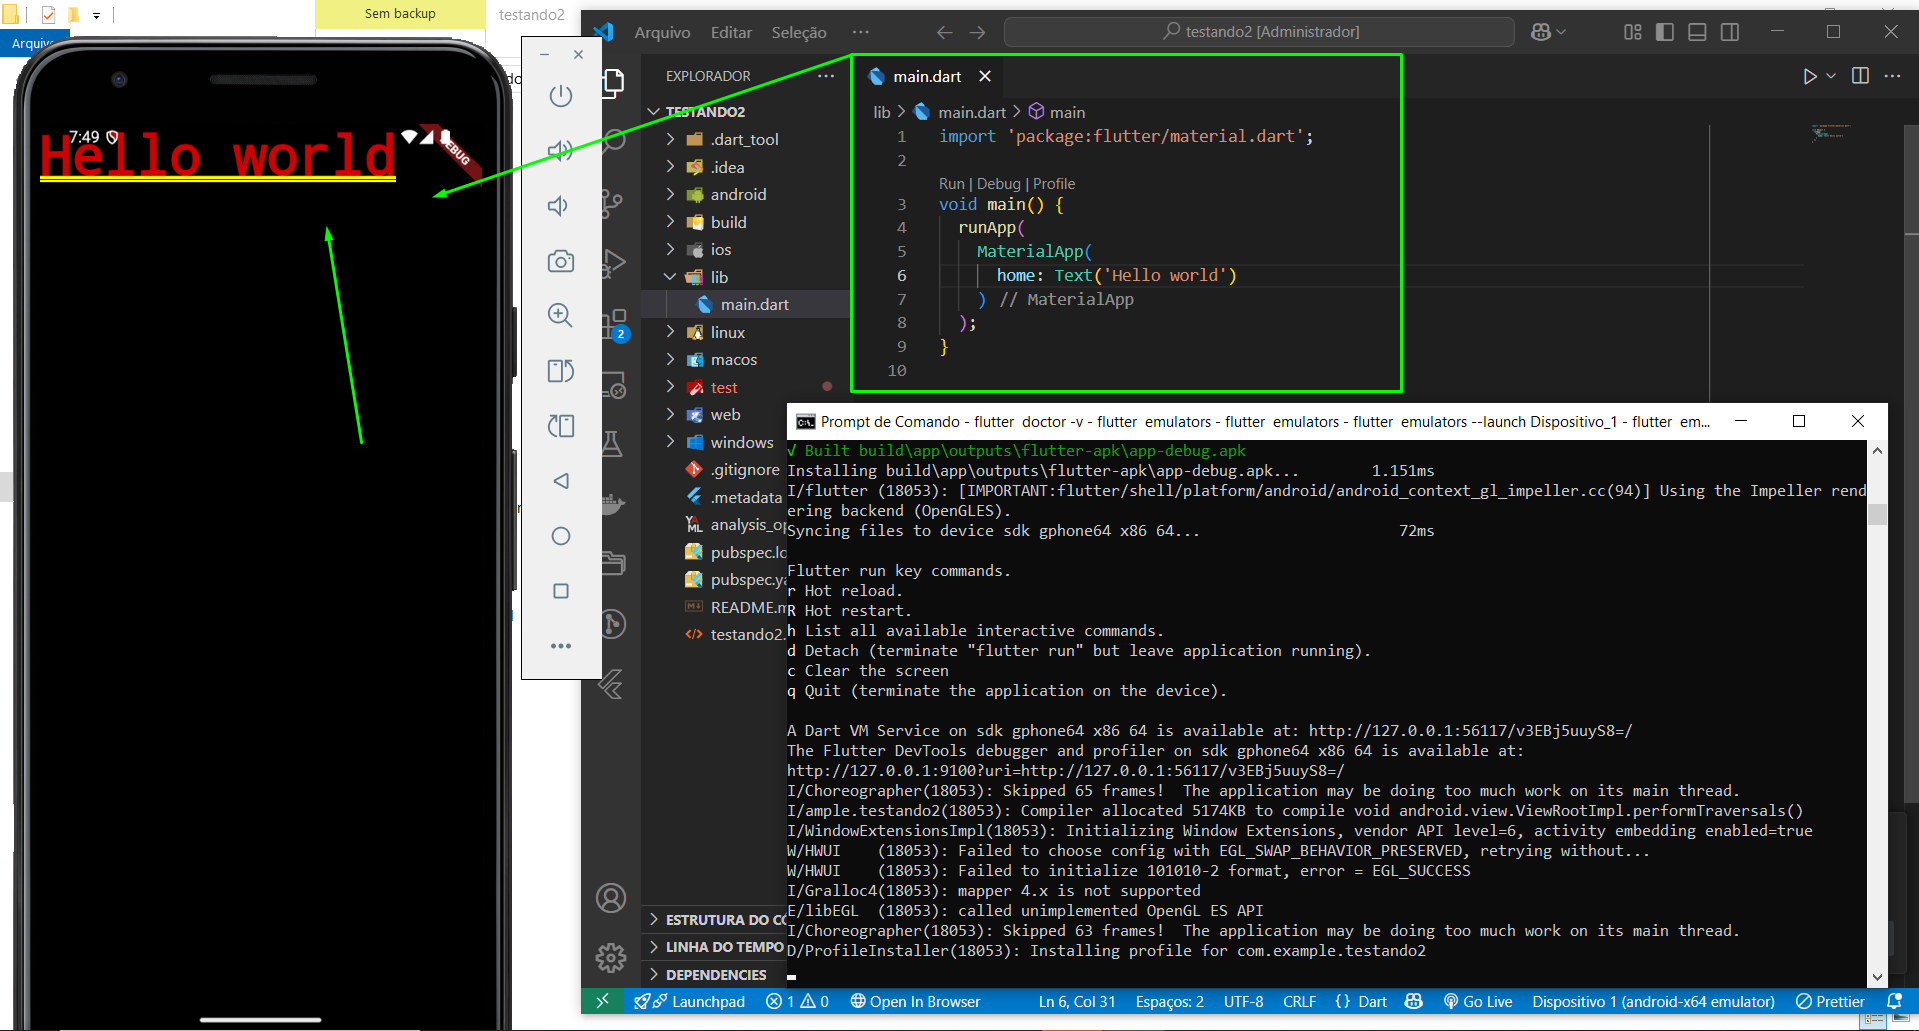 Sem backup
testando2
Arquivo
7:49
DEBUG
Hello world
Arquivo
Editar
Seleção
testando2 [Administrador]
EXPLORADOR
TESTANDO2
.dart_tool
.idea
android
build
ios
lib
main.dart
linux
macos
test
web
windows
.gitignore
.metadata
analysis_op
pubspec.lo
pubspec.ya
README.m
testando2.
ESTRUTURA DO CO
LINHA DO TEMPO
DEPENDENCIES
2
main.dart
lib > main.dart > main
1 import 'package:flutter/material.dart';
2
Run | Debug | Profile
3 void main() {
4 runApp(
5 MaterialApp(
6 home: Text('Hello world')
7 ) // MaterialApp
8 );
9 }
10
Prompt de Comando - flutter doctor -v - flutter emulators - flutter emulators - flutter emulators --launch Dispositivo_1 - flutter em...
√ Built build\app\outputs\flutter-apk\app-debug.apk
Installing build\app\outputs\flutter-apk\app-debug.apk... 1.151ms
I/flutter (18053): [IMPORTANT:flutter/shell/platform/android/android_context_gl_impeller.cc(94)] Using the Impeller rend
ering backend (OpenGLES).
Syncing files to device sdk gphone64 x86 64... 72ms
Flutter run key commands.
r Hot reload.
R Hot restart.
h List all available interactive commands.
d Detach (terminate "flutter run" but leave application running).
c Clear the screen
q Quit (terminate the application on the device).
A Dart VM Service on sdk gphone64 x86 64 is available at: http://127.0.0.1:56117/v3EBj5uuyS8=/
The Flutter DevTools debugger and profiler on sdk gphone64 x86 64 is available at:
http://127.0.0.1:9100?uri=http://127.0.0.1:56117/v3EBj5uuyS8=/
I/Choreographer(18053): Skipped 65 frames!  The application may be doing too much work on its main thread.
I/ample.testando2(18053): Compiler allocated 5174KB to compile void android.view.ViewRootImpl.performTraversals()
I/WindowExtensionsImpl(18053): Initializing Window Extensions, vendor API level=6, activity embedding enabled=true
W/HWUI    (18053): Failed to choose config with EGL_SWAP_BEHAVIOR_PRESERVED, retrying without...
W/HWUI    (18053): Failed to initialize 101010-2 format, error = EGL_SUCCESS
I/Gralloc4(18053): mapper 4.x is not supported
E/libEGL  (18053): called unimplemented OpenGL ES API
I/Choreographer(18053): Skipped 63 frames!  The application may be doing too much work on its main thread.
D/ProfileInstaller(18053): Installing profile for com.example.testando2
Launchpad
1
0
Open In Browser
Ln 6, Col 31
Espaços: 2
UTF-8
CRLF
{} Dart
Go Live
Dispositivo 1 (android-x64 emulator)
Prettier